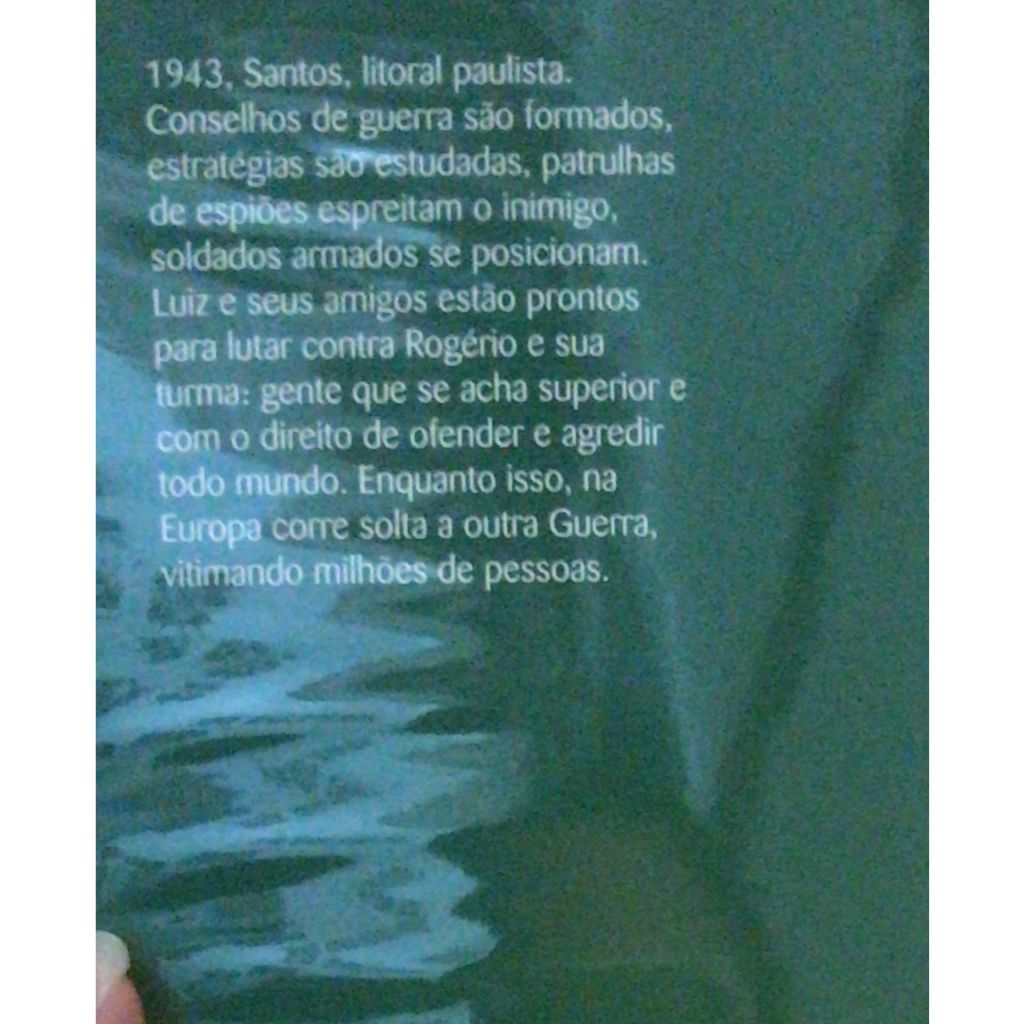 1943, Santos, litoral paulista.
Conselhos de guerra são formados,
estratégias são estudadas, patrulhas
de espiões espreitam o inimigo,
soldados armados se posicionam.
Luiz e seus amigos estão prontos
para lutar contra Rogério e sua
turma: gente que se acha superior e
com o direito de ofender e agredir
todo mundo. Enquanto isso, na
Europa corre solta a outra Guerra,
vitimando milhões de pessoas.